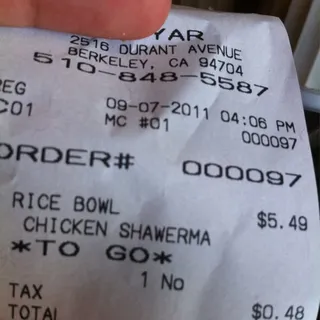 YAR
2516 DURANT AVENUE
BERKELEY, CA 94704
510-848-5587
REG 09-07-2011 04:06 PM
C01 MC #01 000097
ORDER# 000097
RICE BOWL $5.49
CHICKEN SHAWERMA
*TO GO*
1 No
TAX $0.48
TOTAL